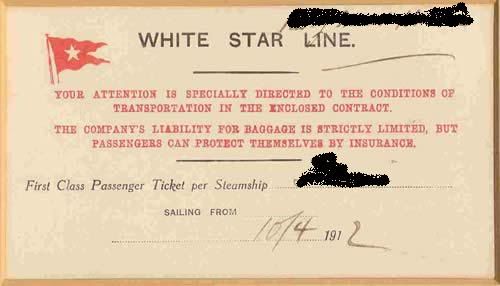 WHITE STAR LINE.
YOUR ATTENTION IS SPECIALLY DIRECTED TO THE CONDITIONS OF
TRANSPORTATION IN THE ENCLOSED CONTRACT.
THE COMPANY'S LIABILITY FOR BAGGAGE IS STRICTLY LIMITED, BUT
PASSENGERS CAN PROTECT THEMSELVES BY INSURANCE.
First Class Passenger Ticket per Steamship
SAILING FROM
10/4 1912